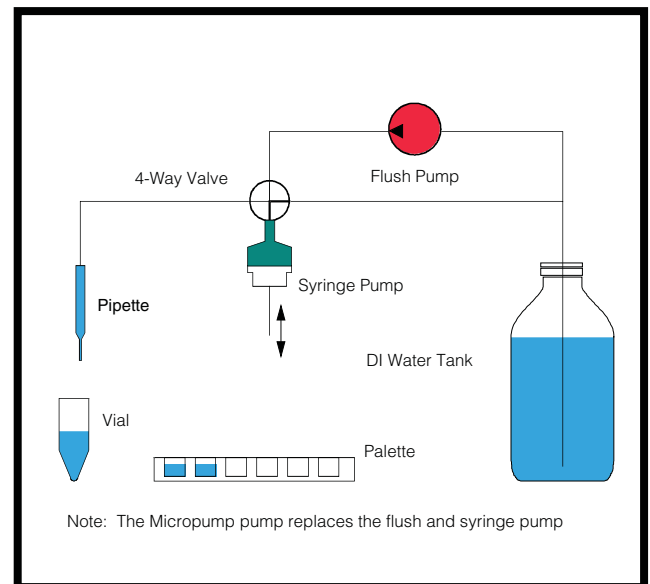 4-Way Valve
Flush Pump
Syringe Pump
Pipette
DI Water Tank
Vial
Palette
Note: The Micropump pump replaces the flush and syringe pump